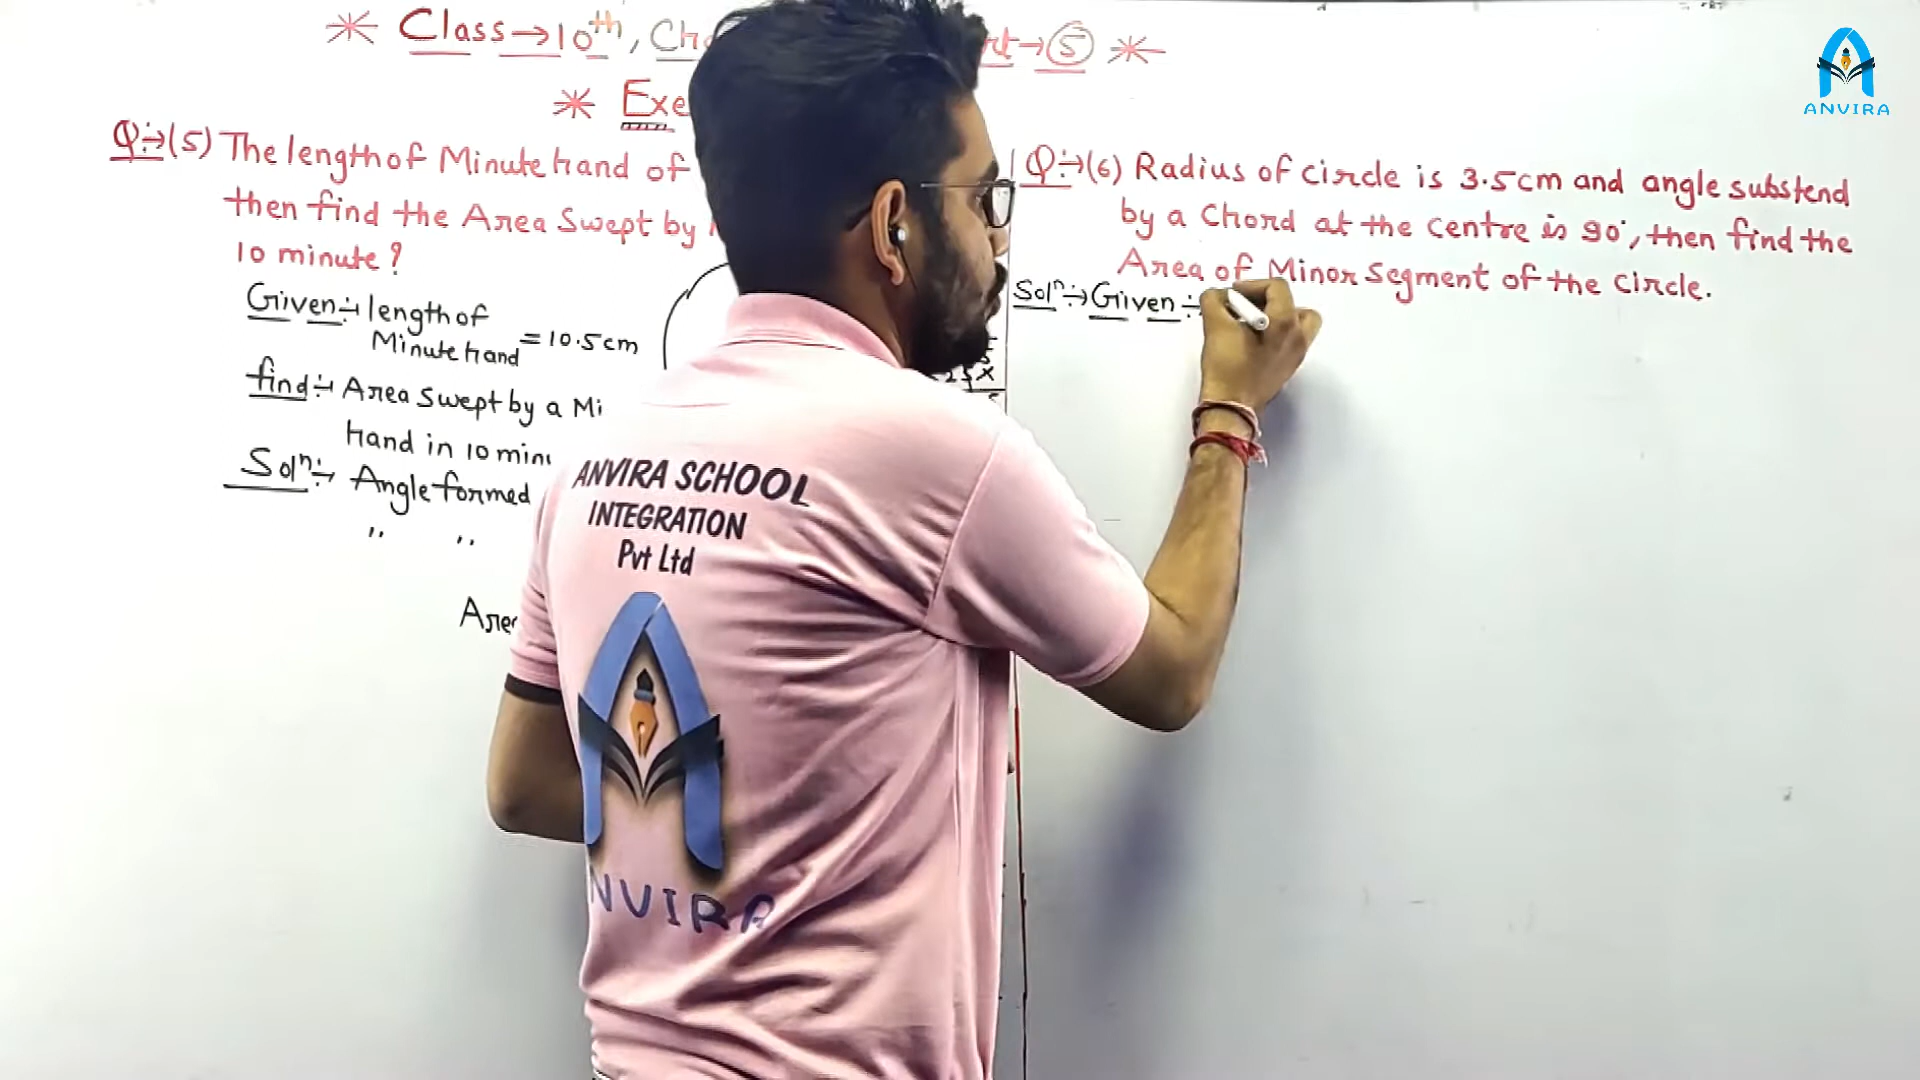 * Class → 10th,
→ 5 *
* Exe
Q:→(5) The length of Minute hand of
then find the Area Swept by
10 minute?
Given:- length of
Minute hand = 10.5cm
find:- Area Swept by a Mi
hand in 10 minu
Soln:- Angle formed
" "
Area
Q:→(6) Radius of circle is 3.5cm and angle substend
by a Chord at the centre is 90°, then find the
Area of Minor Segment of the circle.
Soln:→ Given:-
ANVIRA
ANVIRA SCHOOL
INTEGRATION
Pvt Ltd
NVIRA